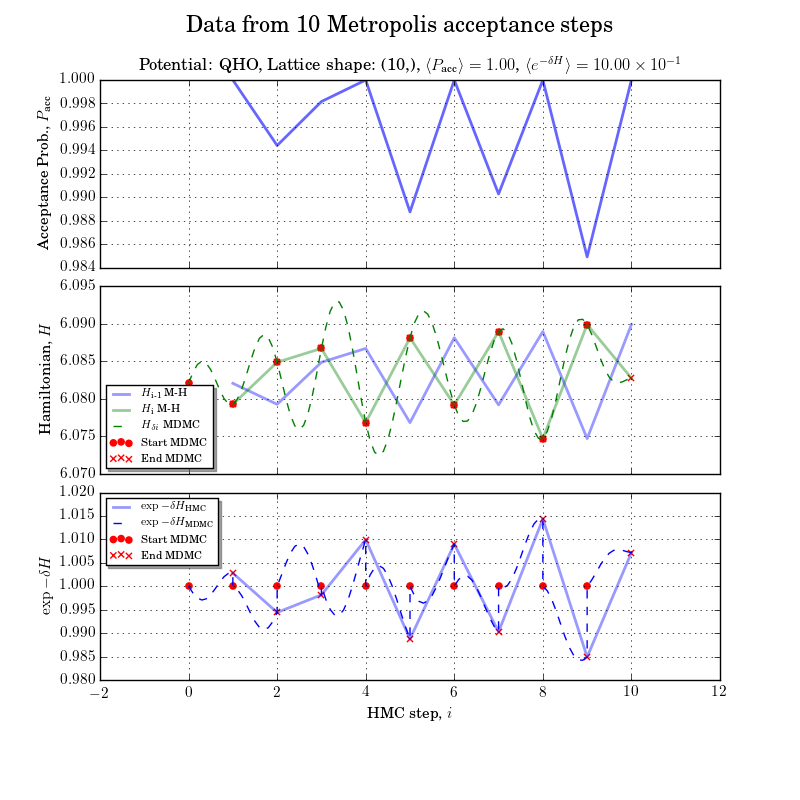 Data from 10 Metropolis acceptance steps
Potential: QHO, Lattice shape: (10,), ⟨P_acc⟩ = 1.00, ⟨e^{−δH}⟩ = 10.00 × 10^{−1}
Acceptance Prob., P_acc
1.000
0.998
0.996
0.994
0.992
0.990
0.988
0.986
0.984
Hamiltonian, H
6.095
6.090
6.085
6.080
6.075
6.070
H_{i-1} M-H
H_i M-H
H_{δi} MDMC
Start MDMC
End MDMC
exp −δH
1.020
1.015
1.010
1.005
1.000
0.995
0.990
0.985
0.980
exp −δH_HMC
exp −δH_MDMC
Start MDMC
End MDMC
−2 0 2 4 6 8 10 12
HMC step, i